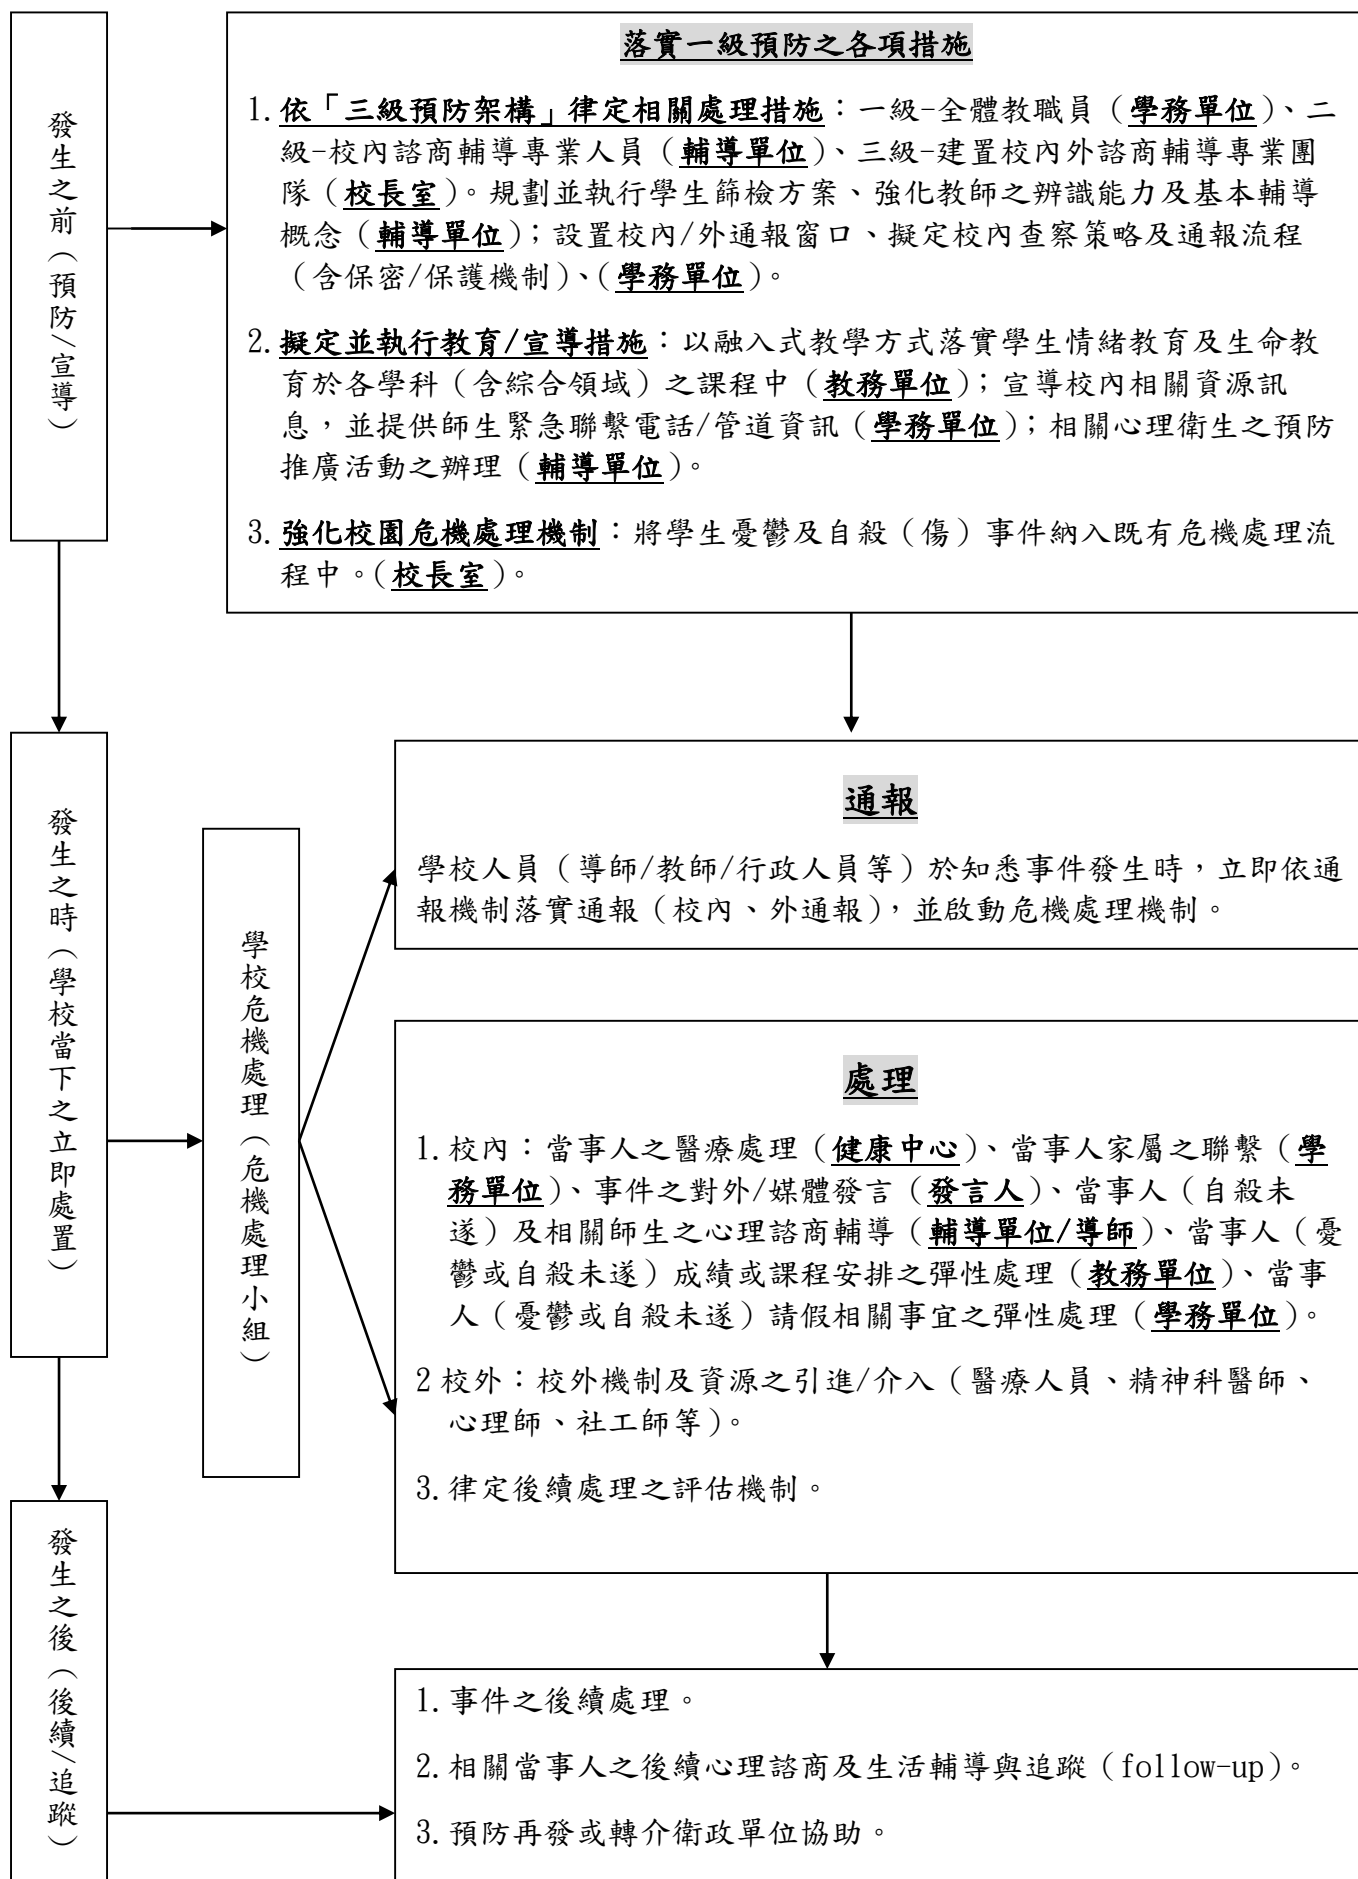 發生之前（預防/宣導）
落實一級預防之各項措施
1.依「三級預防架構」律定相關處理措施：一級-全體教職員（學務單位）、二
級-校內諮商輔導專業人員（輔導單位）、三級-建置校內外諮商輔導專業團
隊（校長室）。規劃並執行學生篩檢方案、強化教師之辨識能力及基本輔導
概念（輔導單位）；設置校內/外通報窗口、擬定校內查察策略及通報流程
（含保密/保護機制）、（學務單位）。
2.擬定並執行教育/宣導措施：以融入式教學方式落實學生情緒教育及生命教
育於各學科（含綜合領域）之課程中（教務單位）；宣導校內相關資源訊
息，並提供師生緊急聯繫電話/管道資訊（學務單位）；相關心理衛生之預防
推廣活動之辦理（輔導單位）。
3.強化校園危機處理機制：將學生憂鬱及自殺（傷）事件納入既有危機處理流
程中。（校長室）。
發生之時（學校當下之立即處置）
學校危機處理（危機處理小組）
通報
學校人員（導師/教師/行政人員等）於知悉事件發生時，立即依通
報機制落實通報（校內、外通報），並啟動危機處理機制。
處理
1.校內：當事人之醫療處理（健康中心）、當事人家屬之聯繫（學
務單位）、事件之對外/媒體發言（發言人）、當事人（自殺未
遂）及相關師生之心理諮商輔導（輔導單位/導師）、當事人（憂
鬱或自殺未遂）成績或課程安排之彈性處理（教務單位）、當事
人（憂鬱或自殺未遂）請假相關事宜之彈性處理（學務單位）。
2 校外：校外機制及資源之引進/介入（醫療人員、精神科醫師、
心理師、社工師等）。
3.律定後續處理之評估機制。
發生之後（後續/追蹤）
1.事件之後續處理。
2.相關當事人之後續心理諮商及生活輔導與追蹤（follow-up）。
3.預防再發或轉介衛政單位協助。